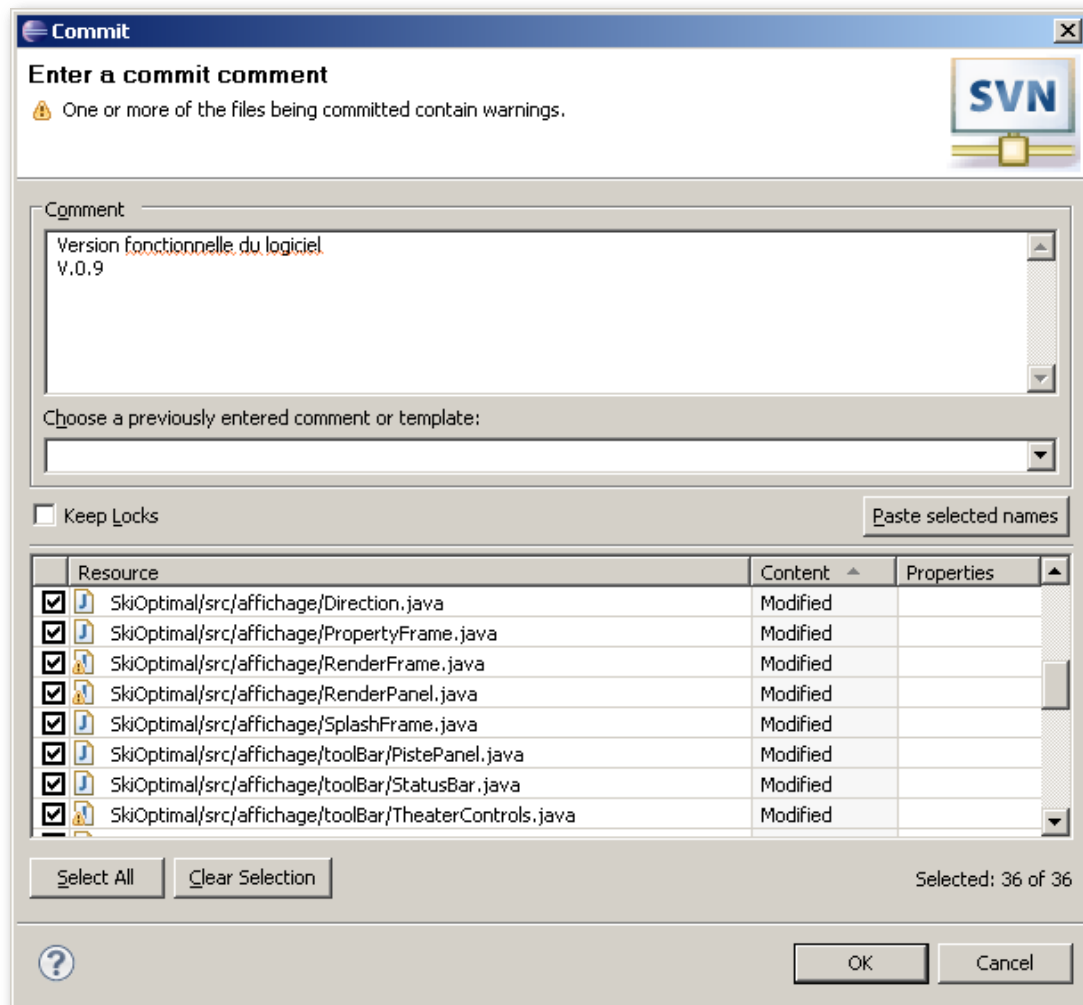 Commit
Enter a commit comment
One or more of the files being committed contain warnings.
SVN
Comment
Version fonctionnelle du logiciel
V.0.9
Choose a previously entered comment or template:
Keep Locks
Paste selected names
Resource Content Properties
SkiOptimal/src/affichage/Direction.java Modified
SkiOptimal/src/affichage/PropertyFrame.java Modified
SkiOptimal/src/affichage/RenderFrame.java Modified
SkiOptimal/src/affichage/RenderPanel.java Modified
SkiOptimal/src/affichage/SplashFrame.java Modified
SkiOptimal/src/affichage/toolBar/PistePanel.java Modified
SkiOptimal/src/affichage/toolBar/StatusBar.java Modified
SkiOptimal/src/affichage/toolBar/TheaterControls.java Modified
Select All Clear Selection Selected: 36 of 36
? OK Cancel